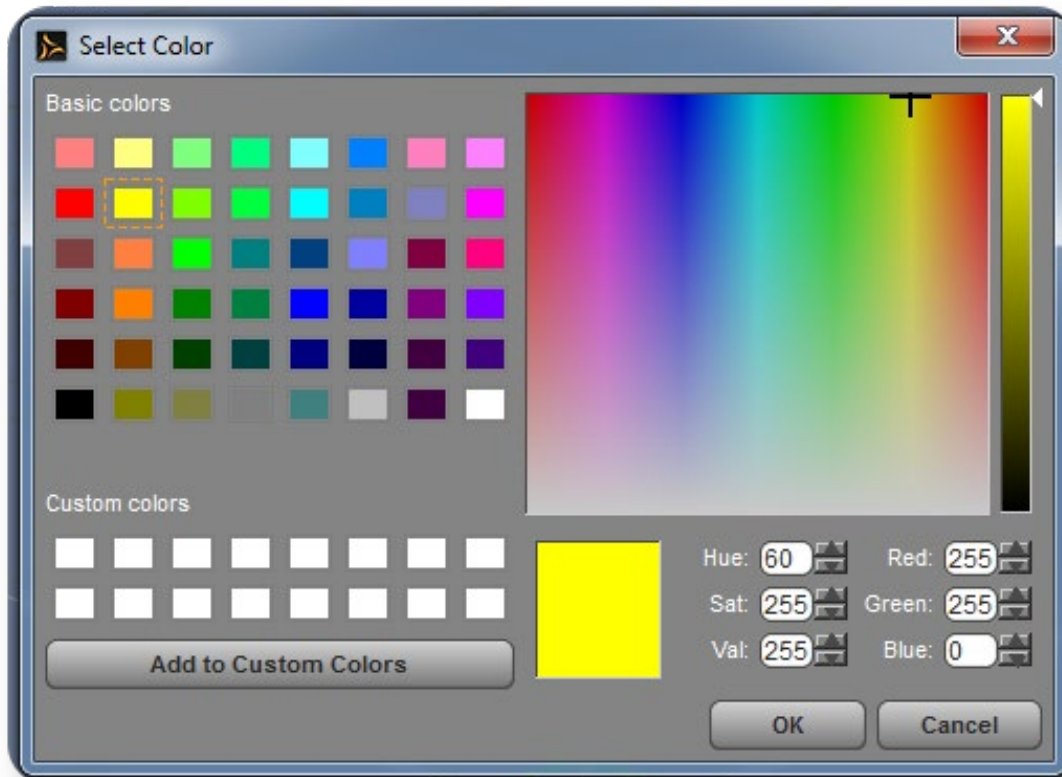 Select Color
Basic colors
Custom colors
Add to Custom Colors
Hue: 60 Red: 255
Sat: 255 Green: 255
Val: 255 Blue: 0
OK Cancel